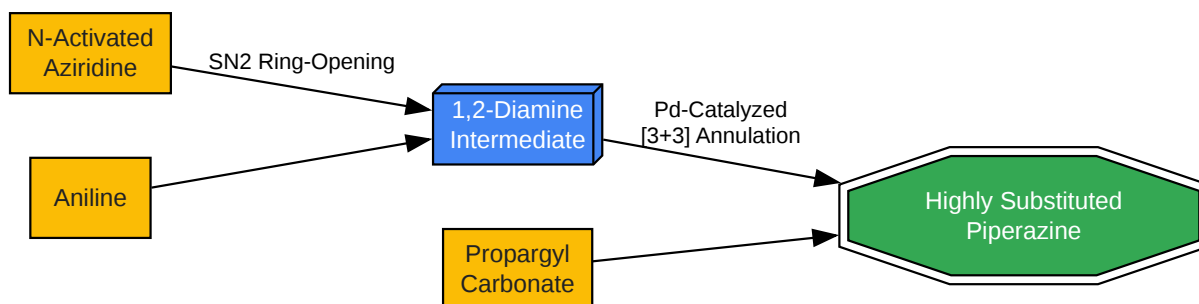 N-Activated
Aziridine
SN2 Ring-Opening
Aniline
1,2-Diamine
Intermediate
Pd-Catalyzed
[3+3] Annulation
Propargyl
Carbonate
Highly Substituted
Piperazine